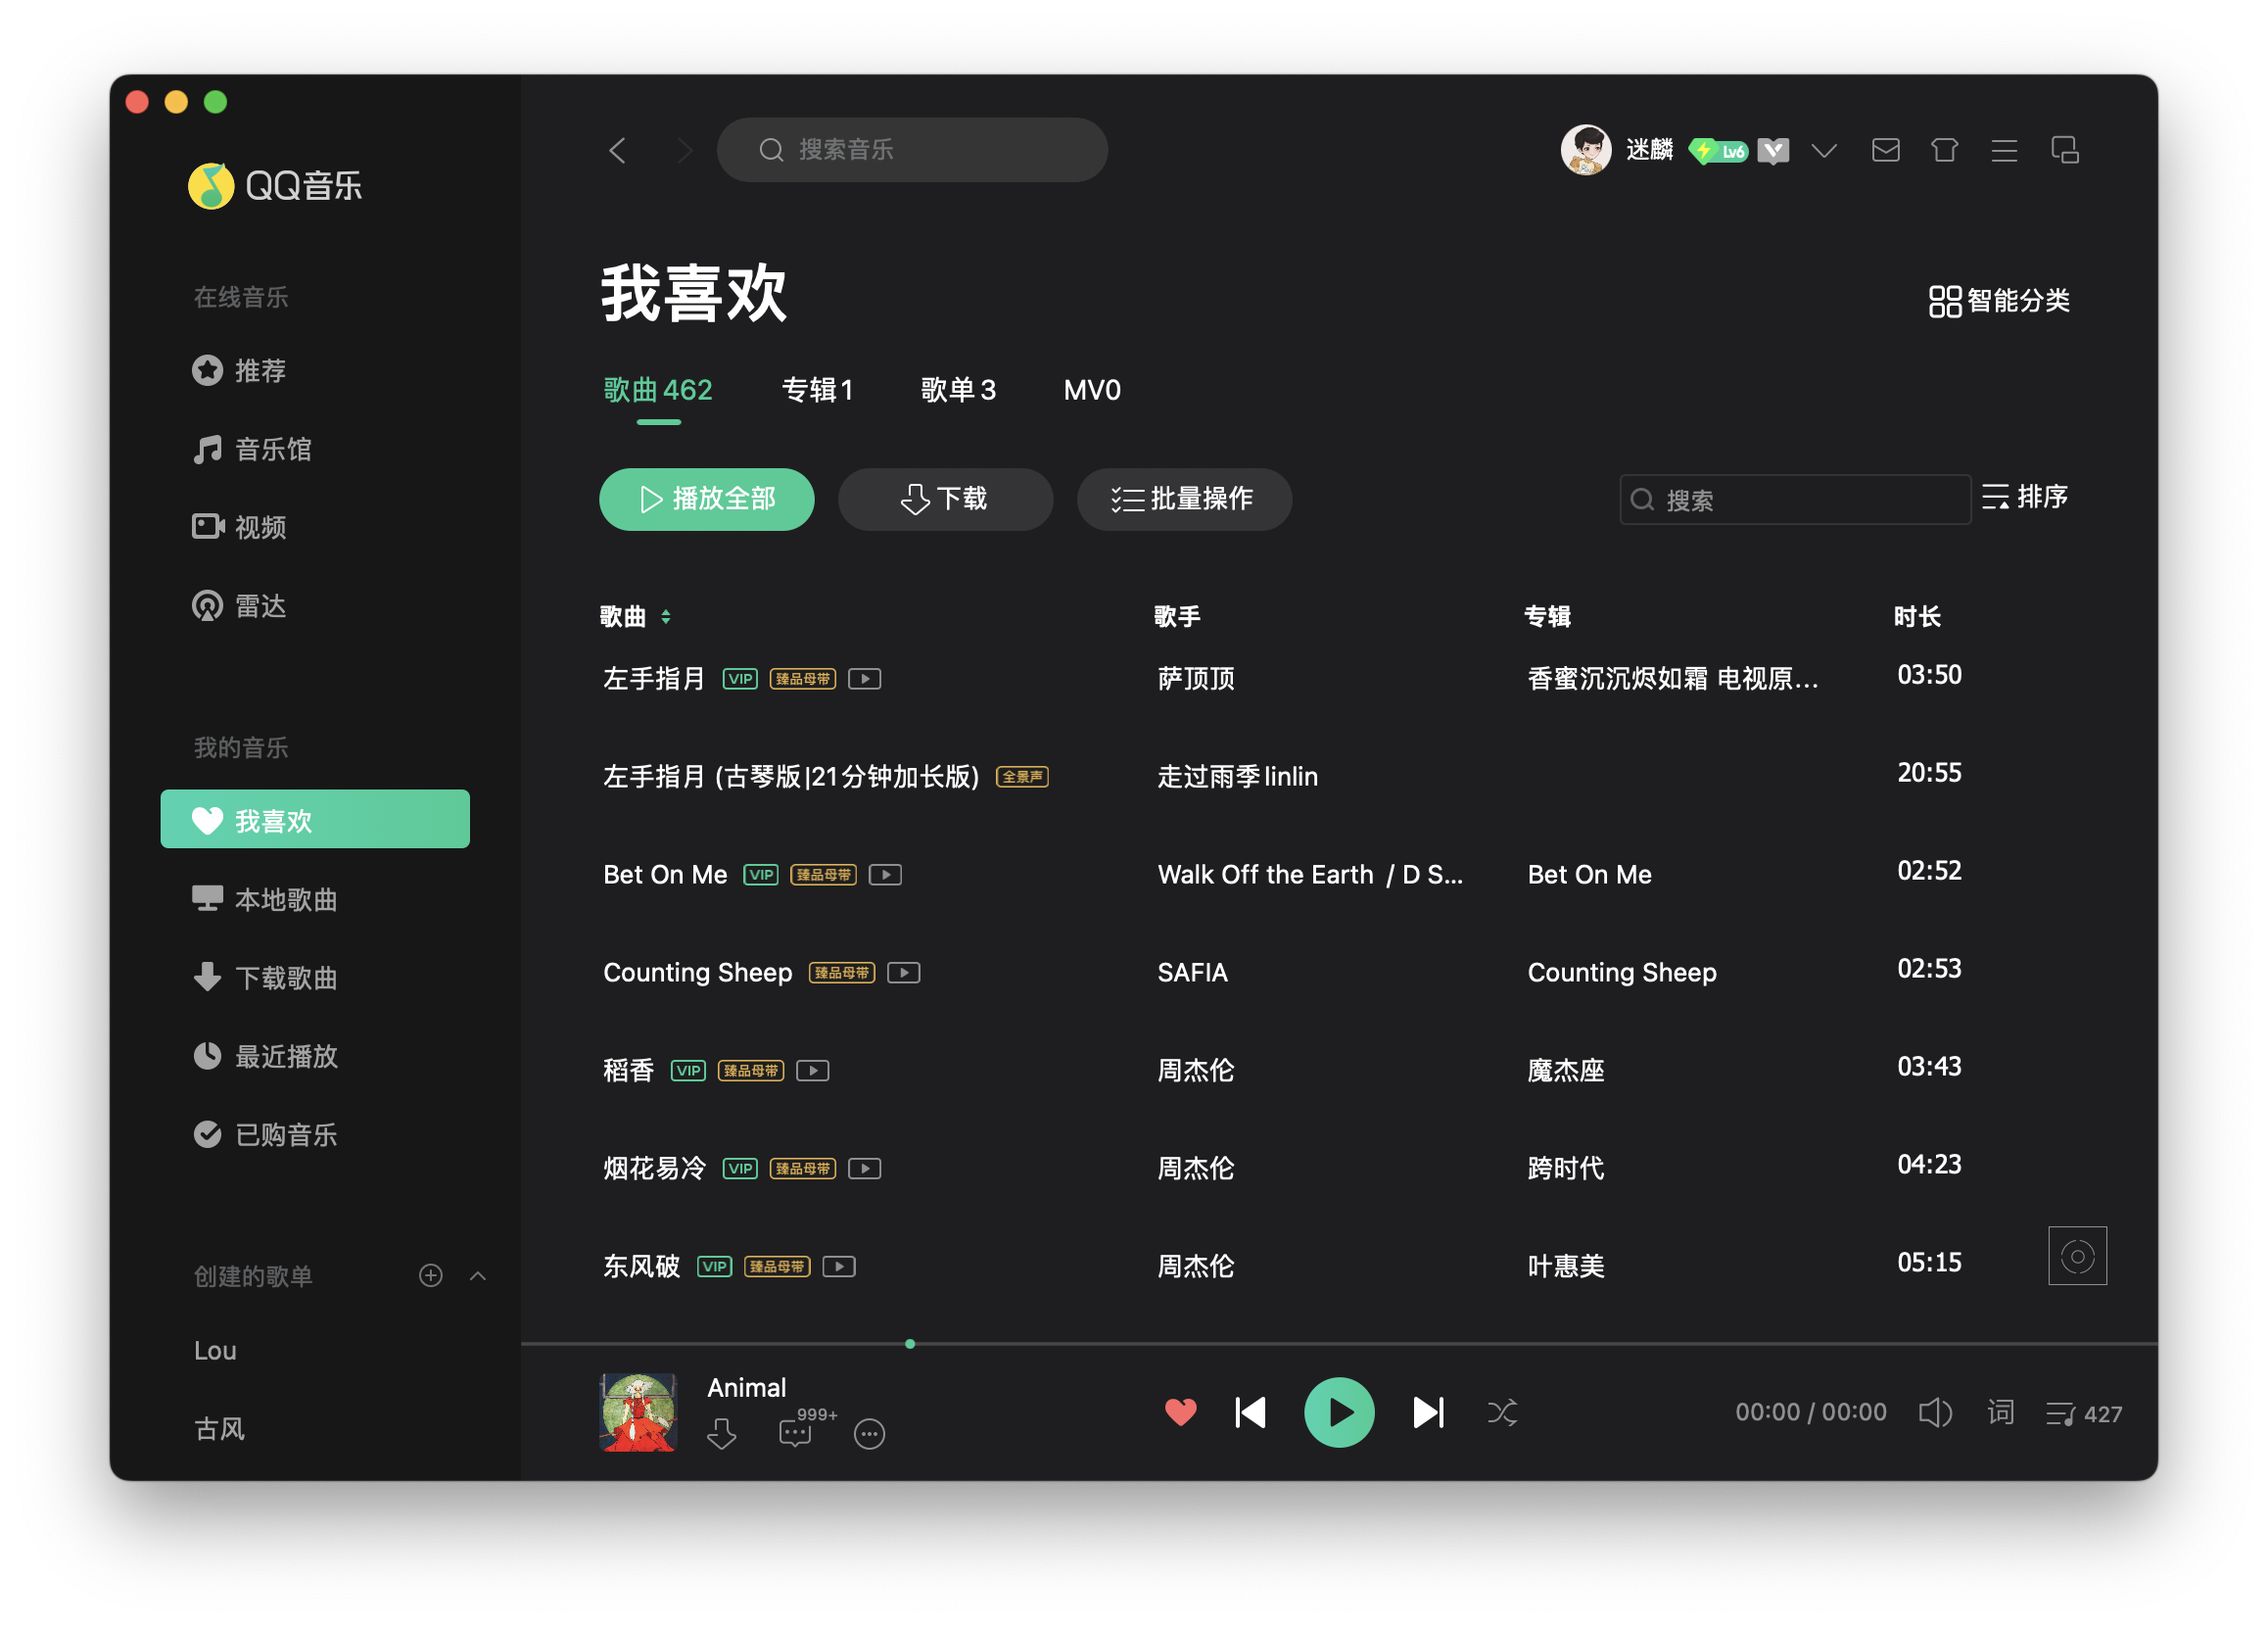 QQ音乐
在线音乐
推荐
音乐馆
视频
雷达
我的音乐
我喜欢
本地歌曲
下载歌曲
最近播放
已购音乐
创建的歌单
Lou
古风
搜索音乐
迷麟 Lv6
我喜欢
智能分类
歌曲 462 专辑 1 歌单 3 MV0
播放全部 下载 批量操作 搜索 排序
歌曲 歌手 专辑 时长
左手指月 VIP 臻品母带 萨顶顶 香蜜沉沉烬如霜 电视原... 03:50
左手指月 (古琴版|21分钟加长版) 全景声 走过雨季linlin 20:55
Bet On Me VIP 臻品母带 Walk Off the Earth / D S... Bet On Me 02:52
Counting Sheep 臻品母带 SAFIA Counting Sheep 02:53
稻香 VIP 臻品母带 周杰伦 魔杰座 03:43
烟花易冷 VIP 臻品母带 周杰伦 跨时代 04:23
东风破 VIP 臻品母带 周杰伦 叶惠美 05:15
Animal
999+
00:00 / 00:00 词 427